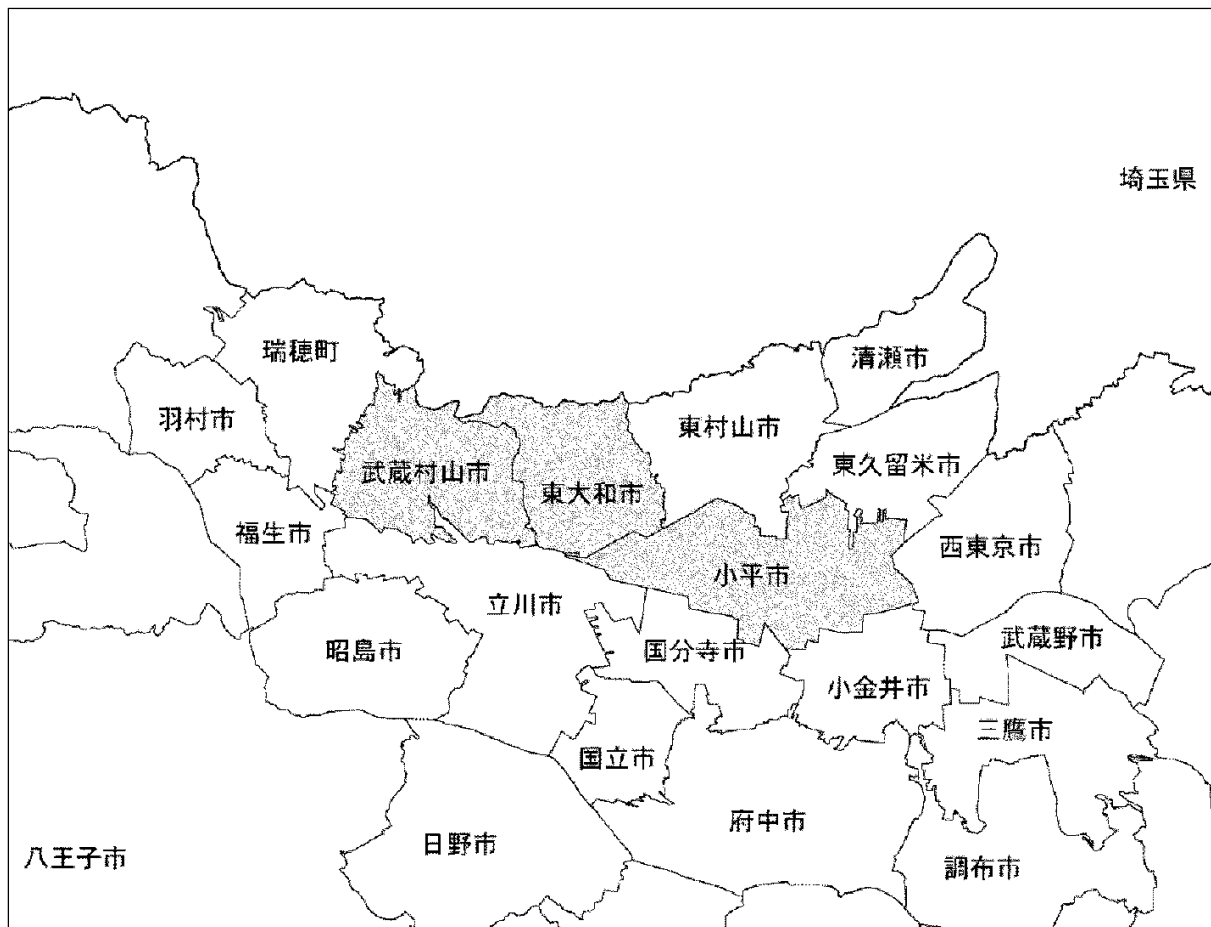 埼玉県
瑞穂町
清瀬市
羽村市
東村山市
武蔵村山市
東大和市
東久留米市
福生市
西東京市
小平市
立川市
昭島市
国分寺市
武蔵野市
小金井市
三鷹市
国立市
府中市
日野市
八王子市
調布市